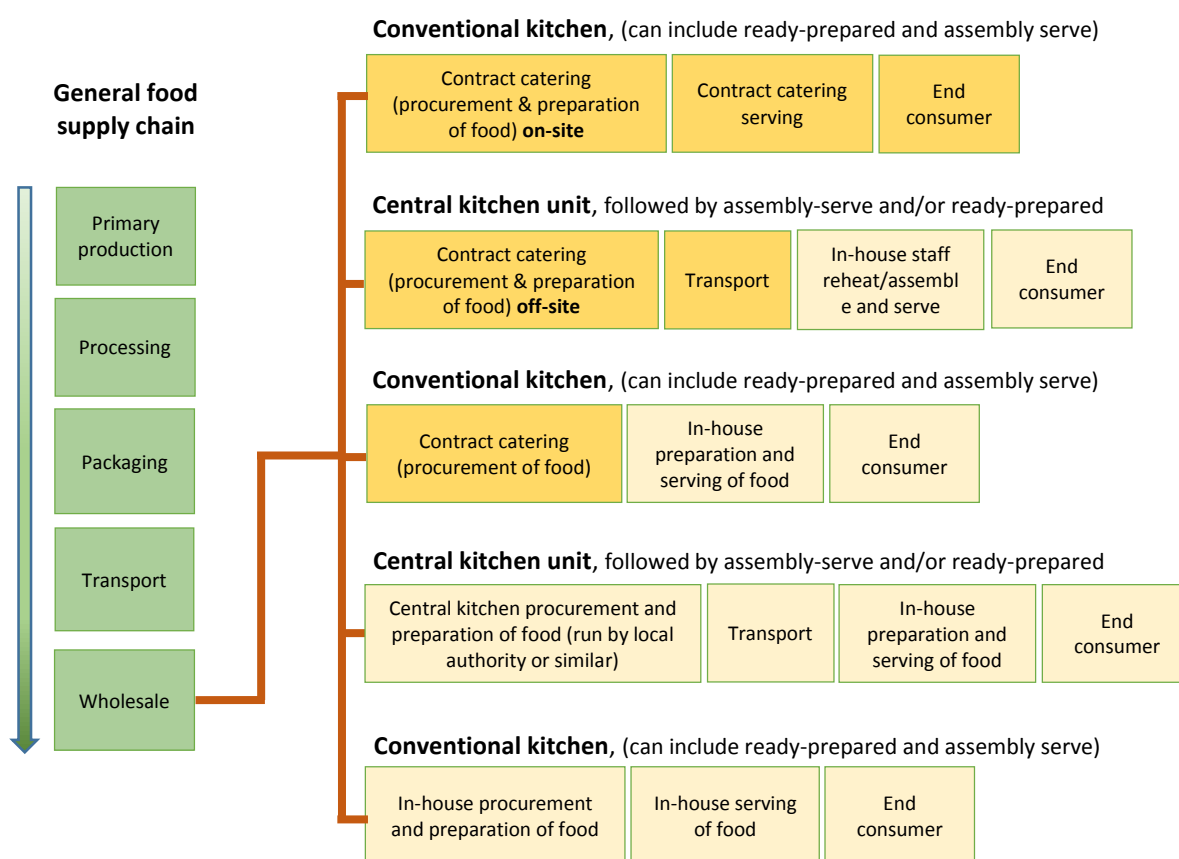 General food
supply chain
Primary
production
Processing
Packaging
Transport
Wholesale
Conventional kitchen, (can include ready-prepared and assembly serve)
Contract catering
(procurement & preparation
of food) on-site
Contract catering
serving
End
consumer
Central kitchen unit, followed by assembly-serve and/or ready-prepared
Contract catering
(procurement & preparation
of food) off-site
Transport
In-house staff
reheat/assembl
e and serve
End
consumer
Conventional kitchen, (can include ready-prepared and assembly serve)
Contract catering
(procurement of food)
In-house
preparation and
serving of food
End
consumer
Central kitchen unit, followed by assembly-serve and/or ready-prepared
Central kitchen procurement and
preparation of food (run by local
authority or similar)
Transport
In-house
preparation and
serving of food
End
consumer
Conventional kitchen, (can include ready-prepared and assembly serve)
In-house procurement
and preparation of food
In-house serving
of food
End
consumer